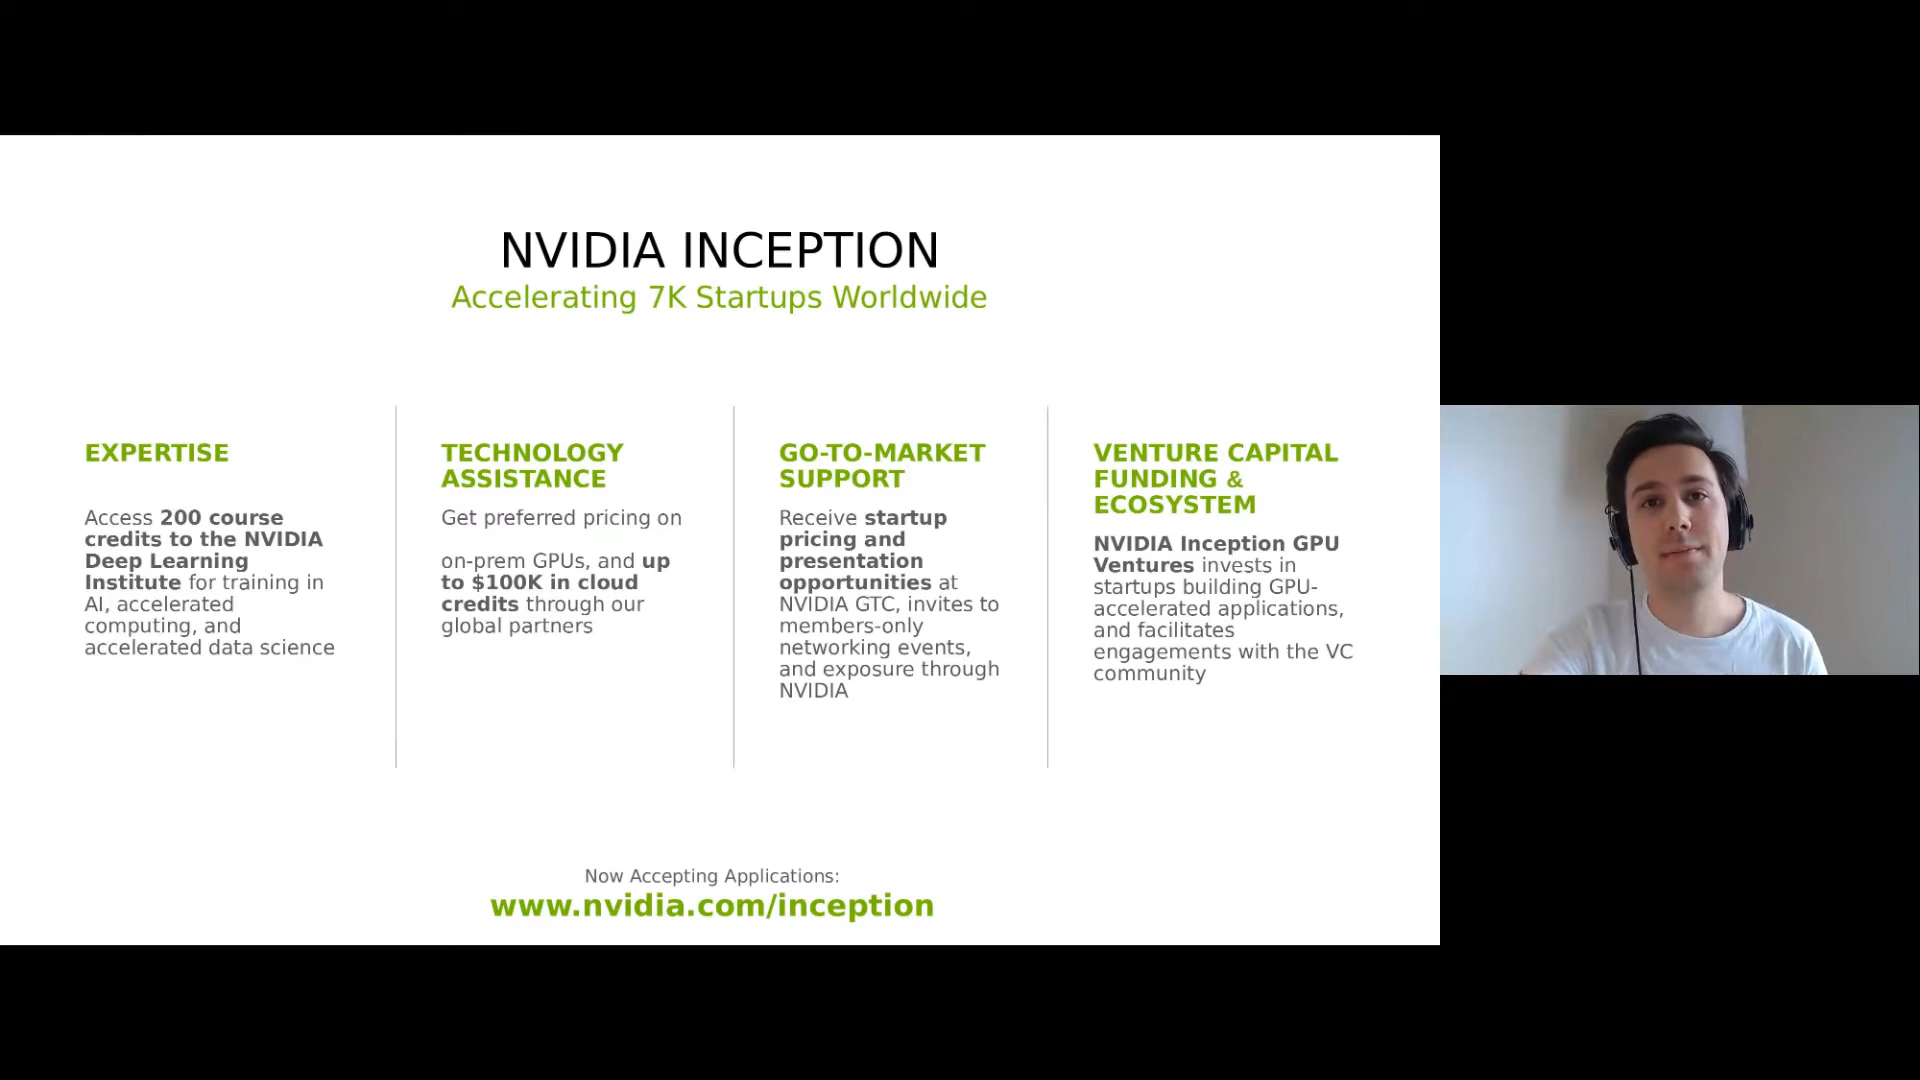 NVIDIA INCEPTION
Accelerating 7K Startups Worldwide
EXPERTISE
Access 200 course
credits to the NVIDIA
Deep Learning
Institute for training in
AI, accelerated
computing, and
accelerated data science
TECHNOLOGY
ASSISTANCE
Get preferred pricing on
on-prem GPUs, and up
to $100K in cloud
credits through our
global partners
GO-TO-MARKET
SUPPORT
Receive startup
pricing and
presentation
opportunities at
NVIDIA GTC, invites to
members-only
networking events,
and exposure through
NVIDIA
VENTURE CAPITAL
FUNDING &
ECOSYSTEM
NVIDIA Inception GPU
Ventures invests in
startups building GPU-
accelerated applications,
and facilitates
engagements with the VC
community
Now Accepting Applications:
www.nvidia.com/inception